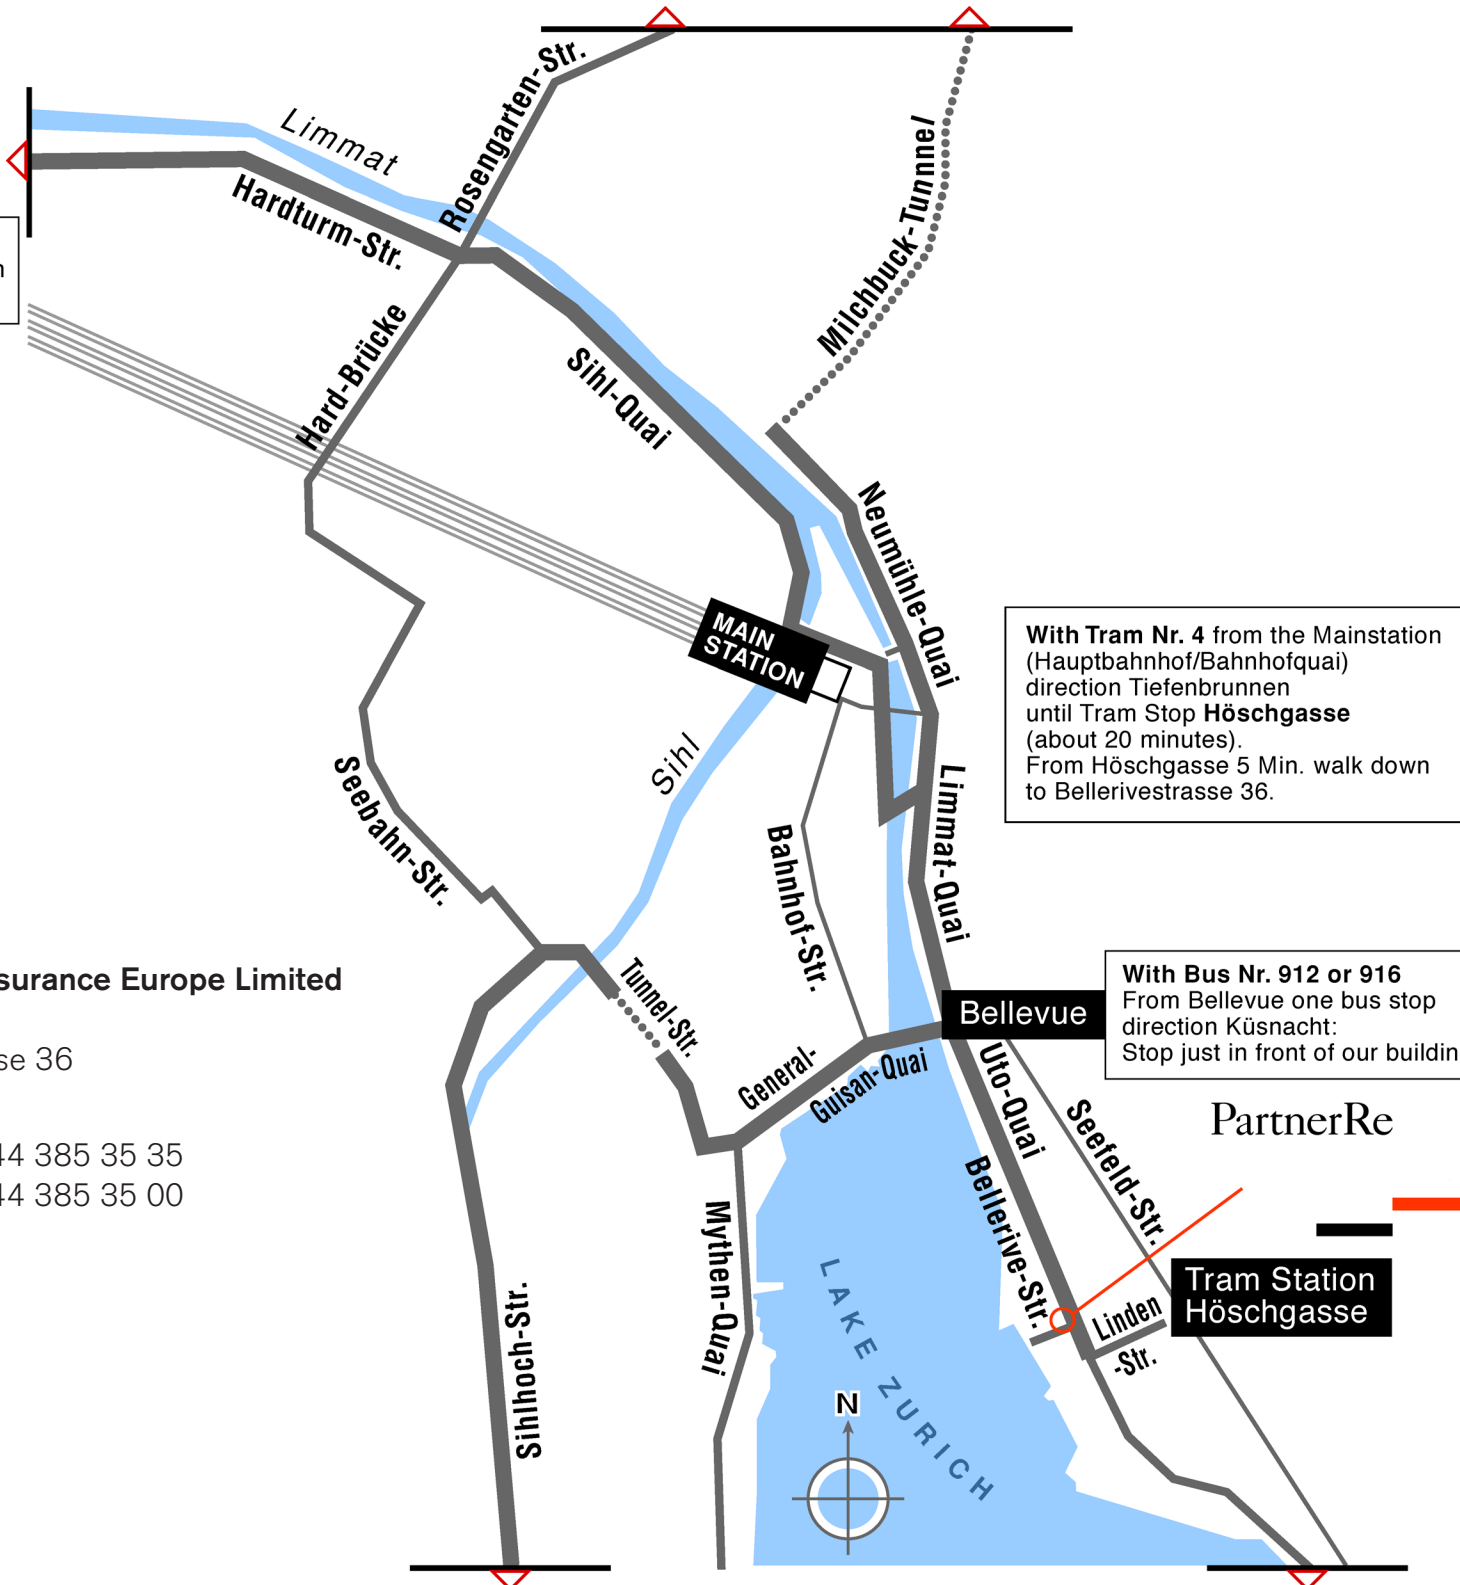 Limmat
Rosengarten-Str.
Milchbuck-Tunnnel
Hardturm-Str.
n
Hard-Brücke
Sihl-Quai
Neumühle-Quai
MAIN
STATION
With Tram Nr. 4 from the Mainstation
(Hauptbahnhof/Bahnhofquai)
direction Tiefenbrunnen
until Tram Stop Höschgasse
(about 20 minutes).
From Höschgasse 5 Min. walk down
to Bellerivestrasse 36.
Sihl
Seebahn-Str.
Limmat-Quai
Bahnhof-Str.
surance Europe Limited
Tunnel-Str.
Bellevue
With Bus Nr. 912 or 916
From Bellevue one bus stop
direction Küsnacht:
Stop just in front of our buildin
se 36
General-
Guisan-Quai
Uto-Quai
Seefeld-Str.
PartnerRe
44 385 35 35
44 385 35 00
Bellerive-Str.
Mythen-Quai
Tram Station
Höschgasse
Linden
-Str.
Sihlhoch-Str.
LAKE ZURICH
N